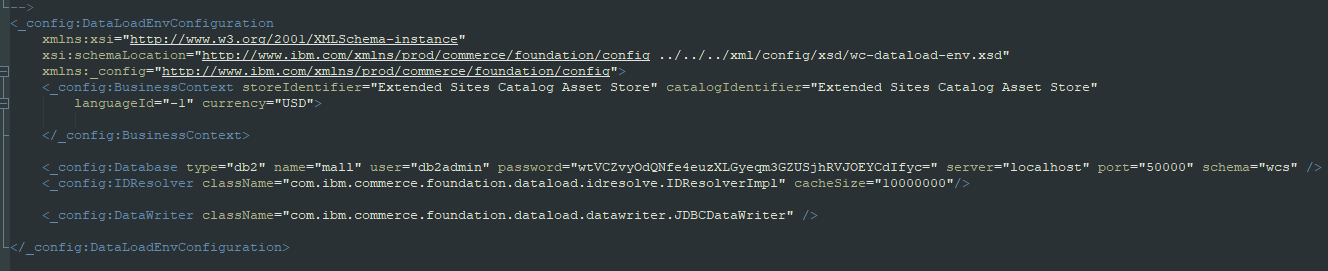 -->
<_config:DataLoadEnvConfiguration
xmlns:xsi="http://www.w3.org/2001/XMLSchema-instance"
xsi:schemaLocation="http://www.ibm.com/xmlns/prod/commerce/foundation/config ../../../xml/config/xsd/wc-dataload-env.xsd"
xmlns:_config="http://www.ibm.com/xmlns/prod/commerce/foundation/config">
<_config:BusinessContext storeIdentifier="Extended Sites Catalog Asset Store" catalogIdentifier="Extended Sites Catalog Asset Store"
languageId="-1" currency="USD">
</_config:BusinessContext>
<_config:Database type="db2" name="mall" user="db2admin" password="wtVCZvyOdQNfe4euzXLGyeqm3GZUSjhRVJOEYCdIfyc=" server="localhost" port="50000" schema="wcs" />
<_config:IDResolver className="com.ibm.commerce.foundation.dataload.idresolve.IDResolverImpl" cacheSize="10000000"/>
<_config:DataWriter className="com.ibm.commerce.foundation.dataload.datawriter.JDBCDataWriter" />
</_config:DataLoadEnvConfiguration>